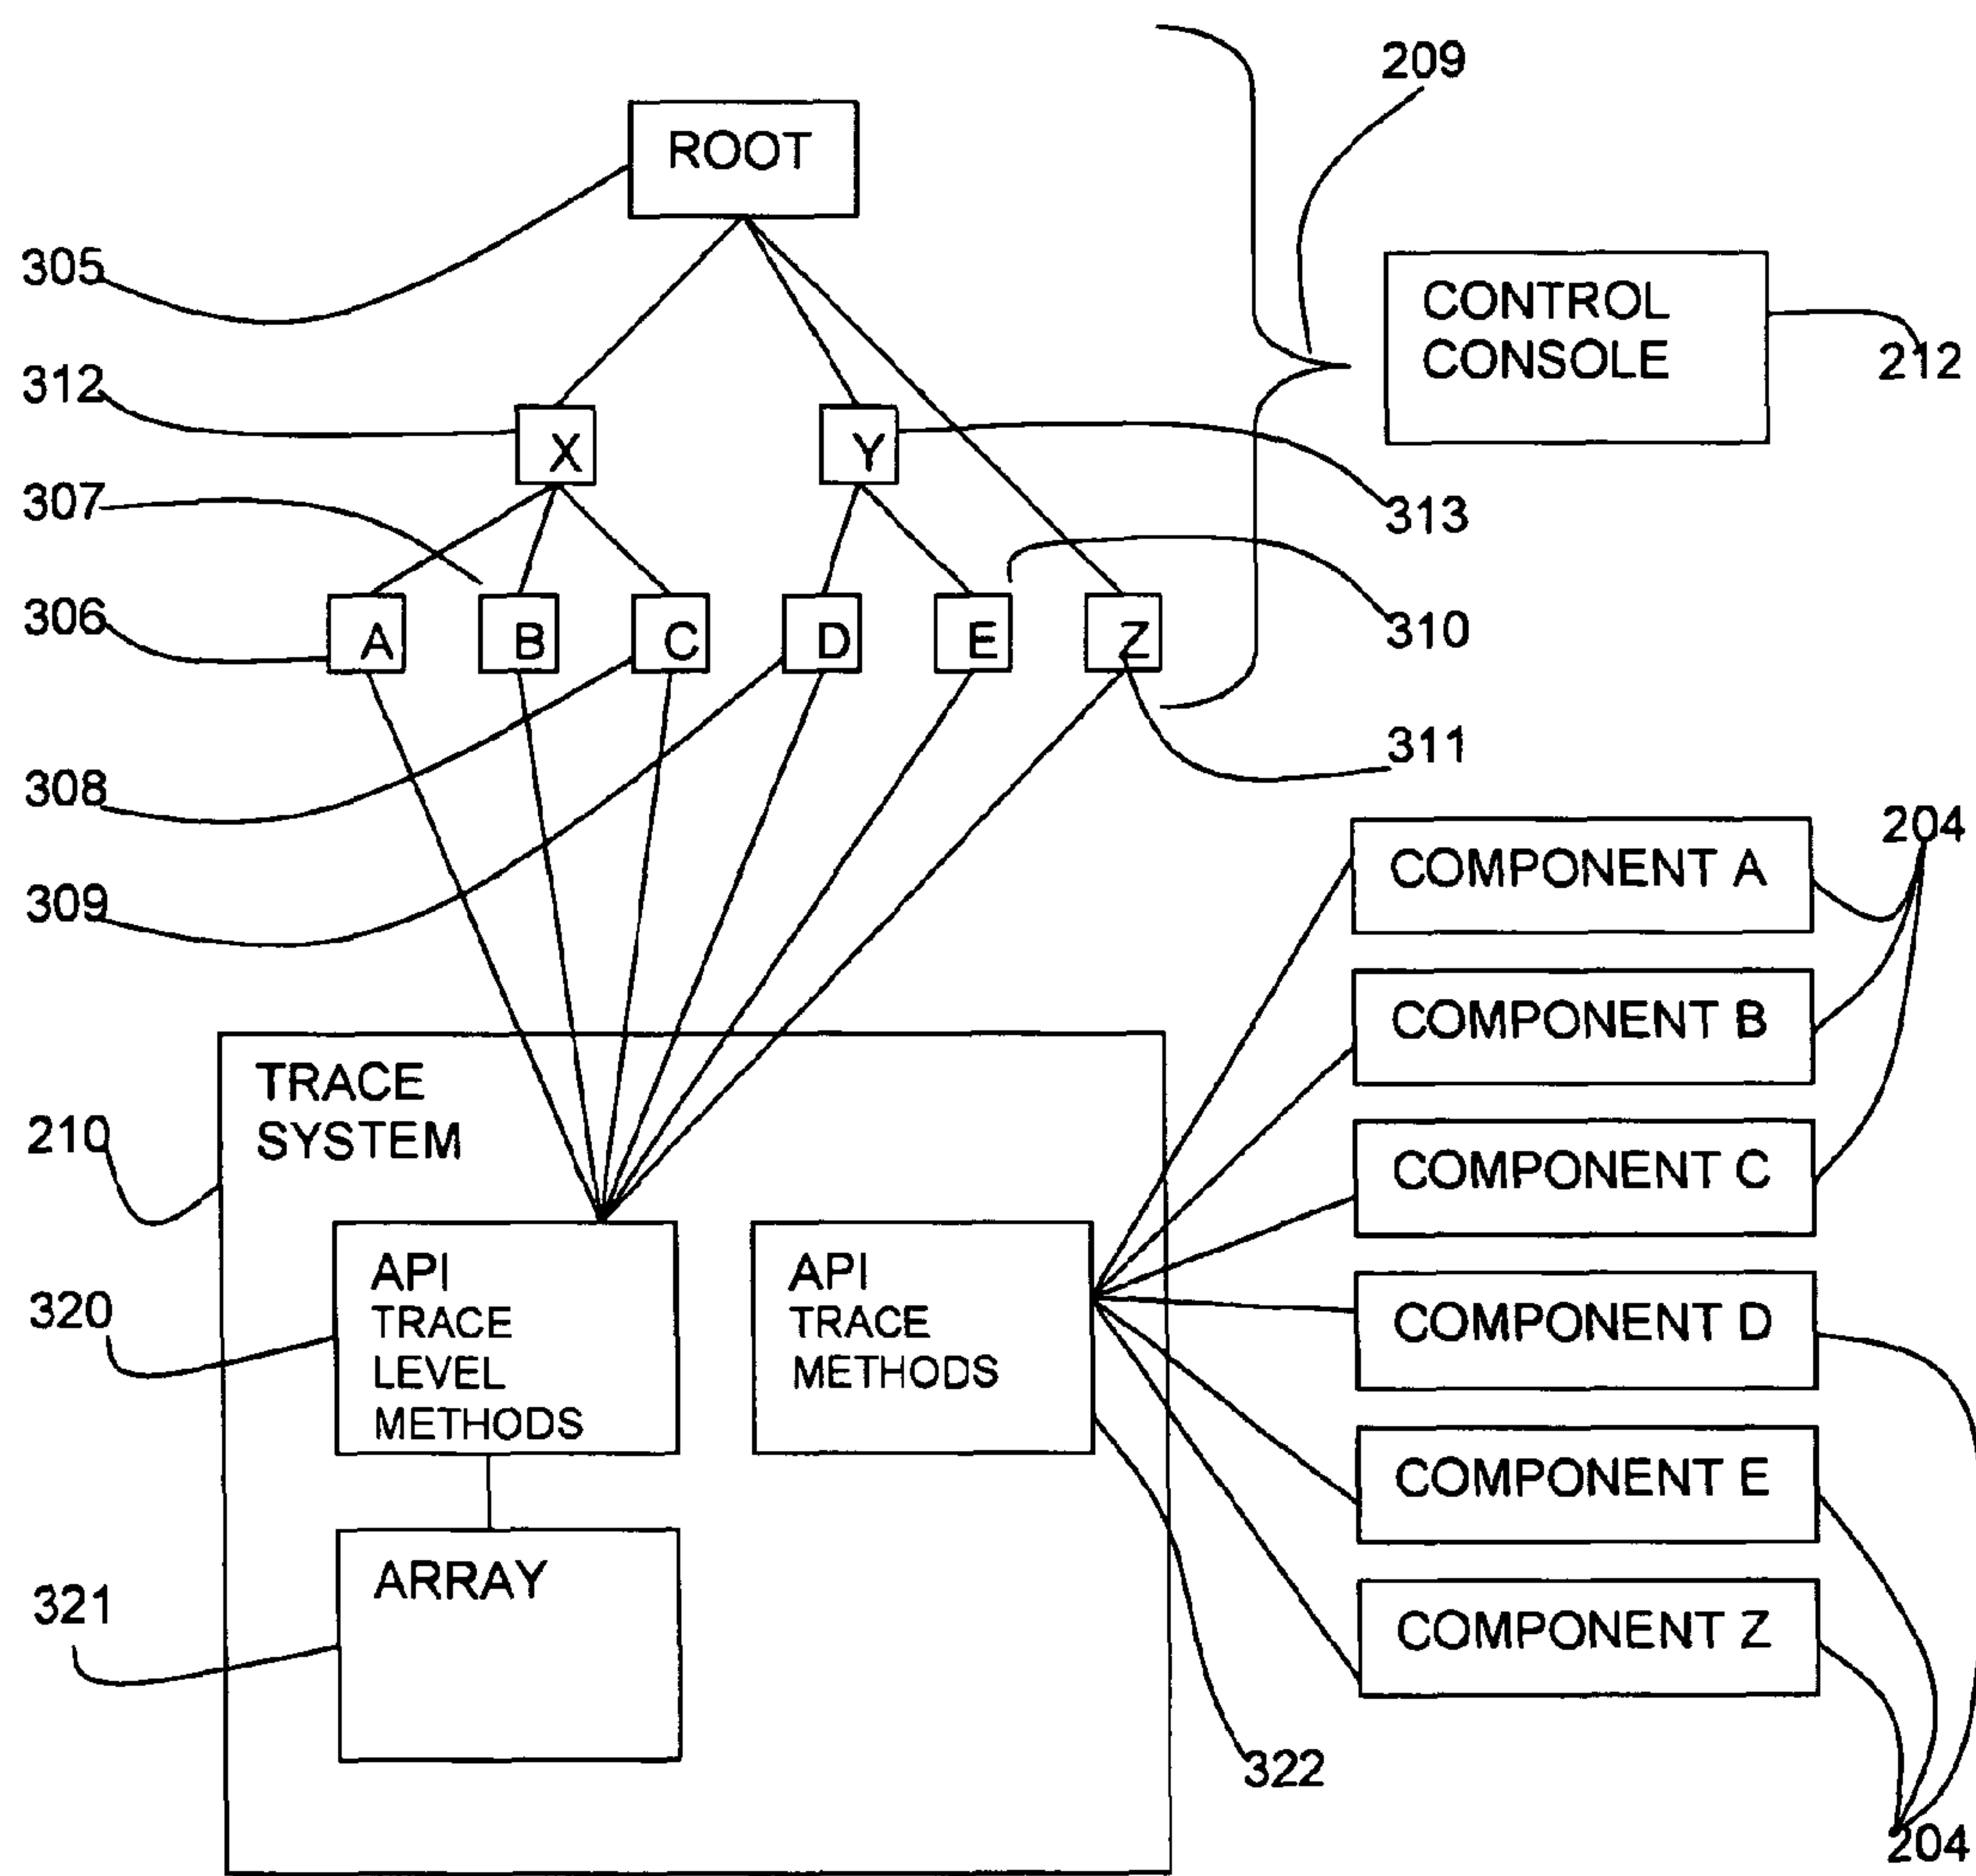 209
ROOT
305
CONTROL
CONSOLE
212
312
X
Y
307
313
306
A
B
C
D
E
Z
310
308
311
309
204
COMPONENT A
COMPONENT B
TRACE
SYSTEM
210
COMPONENT C
API
TRACE
LEVEL
METHODS
API
TRACE
METHODS
320
COMPONENT D
COMPONENT E
ARRAY
321
COMPONENT Z
322
204